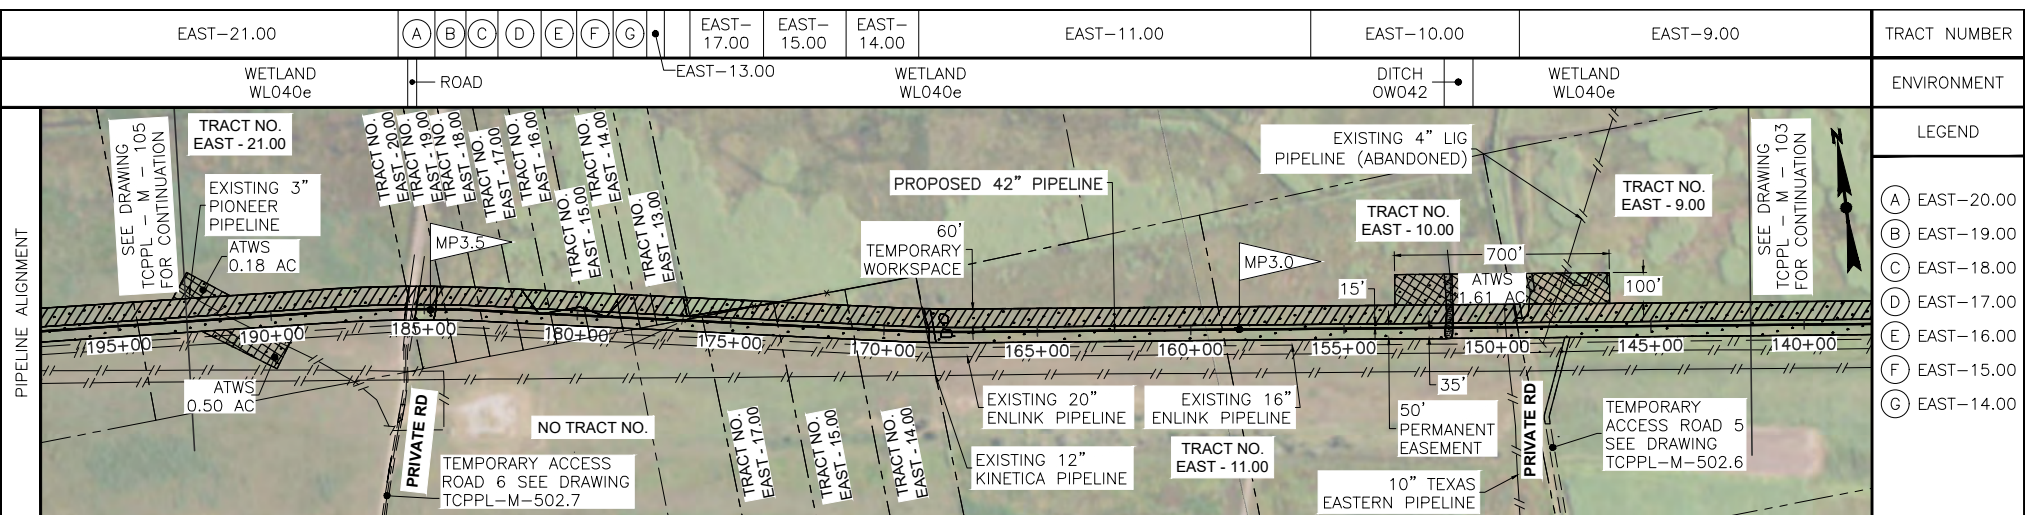 EAST-21.00
A
B
C
D
E
F
G
EAST-
17.00
EAST-
15.00
EAST-
14.00
EAST-11.00
EAST-10.00
EAST-9.00
TRACT NUMBER
EAST-13.00
WETLAND
WL040e
ROAD
WETLAND
WL040e
DITCH
OW042
WETLAND
WL040e
ENVIRONMENT
PIPELINE ALIGNMENT
SEE DRAWING
TCPPL - M - 105
FOR CONTINUATION
TRACT NO.
EAST - 21.00
EXISTING 3"
PIONEER
PIPELINE
ATWS
0.18 AC
TRACT NO.
EAST - 20.00
TRACT NO.
EAST - 19.00
TRACT NO.
EAST - 18.00
TRACT NO.
EAST - 17.00
TRACT NO.
EAST - 16.00
TRACT NO.
EAST - 15.00
TRACT NO.
EAST - 14.00
TRACT NO.
EAST - 13.00
MP3.5
PROPOSED 42" PIPELINE
60'
TEMPORARY
WORKSPACE
EXISTING 4" LIG
PIPELINE (ABANDONED)
TRACT NO.
EAST - 10.00
TRACT NO.
EAST - 9.00
SEE DRAWING
TCPPL - M - 103
FOR CONTINUATION
N
MP3.0
700'
15'
ATWS
1.61 AC
100'
195+00
190+00
185+00
180+00
175+00
170+00
165+00
160+00
155+00
150+00
145+00
140+00
ATWS
0.50 AC
PRIVATE RD
TEMPORARY ACCESS
ROAD 6 SEE DRAWING
TCPPL-M-502.7
NO TRACT NO.
TRACT NO.
EAST - 17.00
TRACT NO.
EAST - 15.00
TRACT NO.
EAST - 14.00
EXISTING 20"
ENLINK PIPELINE
EXISTING 12"
KINETICA PIPELINE
EXISTING 16"
ENLINK PIPELINE
TRACT NO.
EAST - 11.00
35'
50'
PERMANENT
EASEMENT
10" TEXAS
EASTERN PIPELINE
PRIVATE RD
TEMPORARY
ACCESS ROAD 5
SEE DRAWING
TCPPL-M-502.6
LEGEND
A EAST-20.00
B EAST-19.00
C EAST-18.00
D EAST-17.00
E EAST-16.00
F EAST-15.00
G EAST-14.00